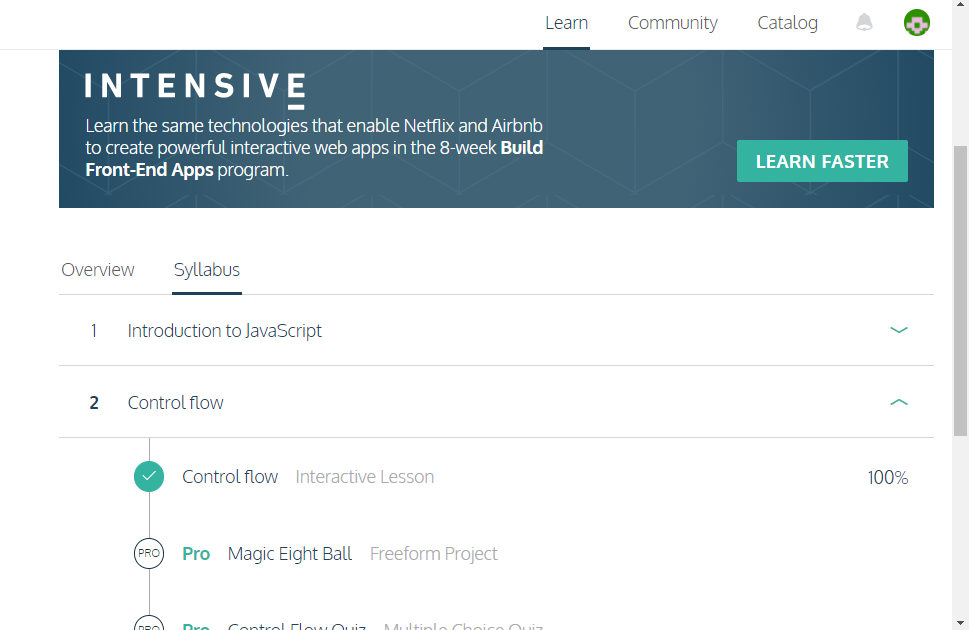 Learn Community Catalog
INTENSIVE
Learn the same technologies that enable Netflix and Airbnb
to create powerful interactive web apps in the 8-week Build
Front-End Apps program.
LEARN FASTER
Overview Syllabus
1 Introduction to JavaScript
2 Control flow
Control flow Interactive Lesson 100%
PRO Pro Magic Eight Ball Freeform Project
PRO Pro Control Flow Quiz Multiple Choice Quiz